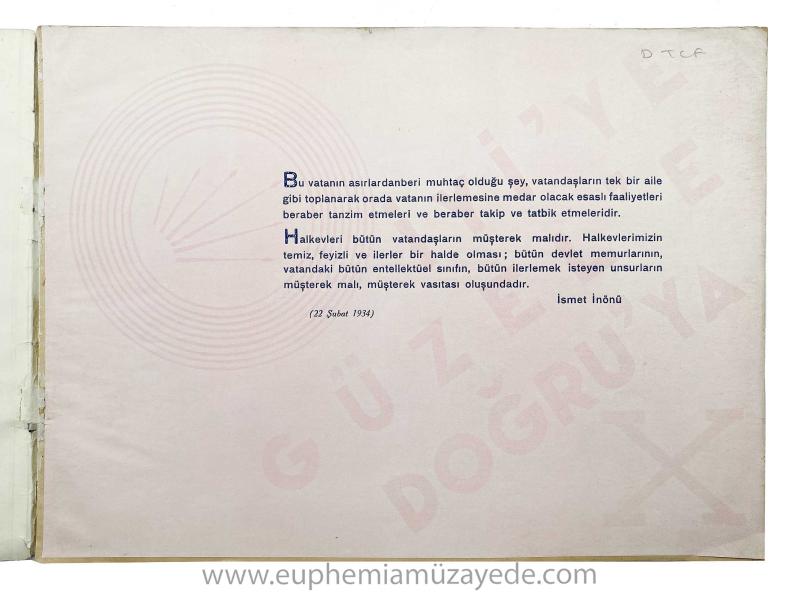 D TCF
Bu vatanın asırlardanberi muhtaç olduğu şey, vatandaşların tek bir aile
gibi toplanarak orada vatanın ilerlemesine medar olacak esaslı faaliyetleri
beraber tanzim etmeleri ve beraber takip ve tatbik etmeleridir.
Halkevleri bütün vatandaşların müşterek malıdır. Halkevlerimizin
temiz, feyizli ve ilerler bir halde olması; bütün devlet memurlarının,
vatandaki bütün entellektüel sınıfın, bütün ilerlemek isteyen unsurların
müşterek malı, müşterek vasıtası oluşundadır.
İsmet İnönü
(22 Şubat 1934)
GÜZELE
DOĞRU'YA
X
www.euphemiamüzayede.com